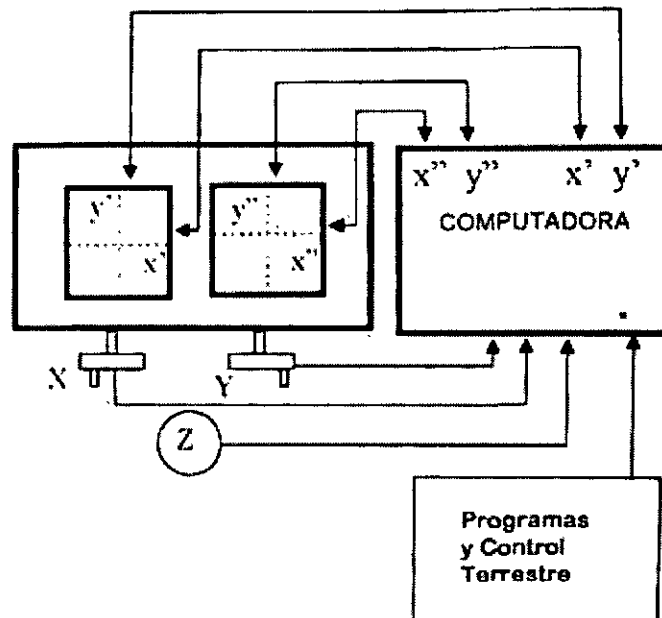 x’’ y’’ x’ y’
COMPUTADORA
y’ y’’
x’ x’’
X Y
Z
Programas
y Control
Terrestre